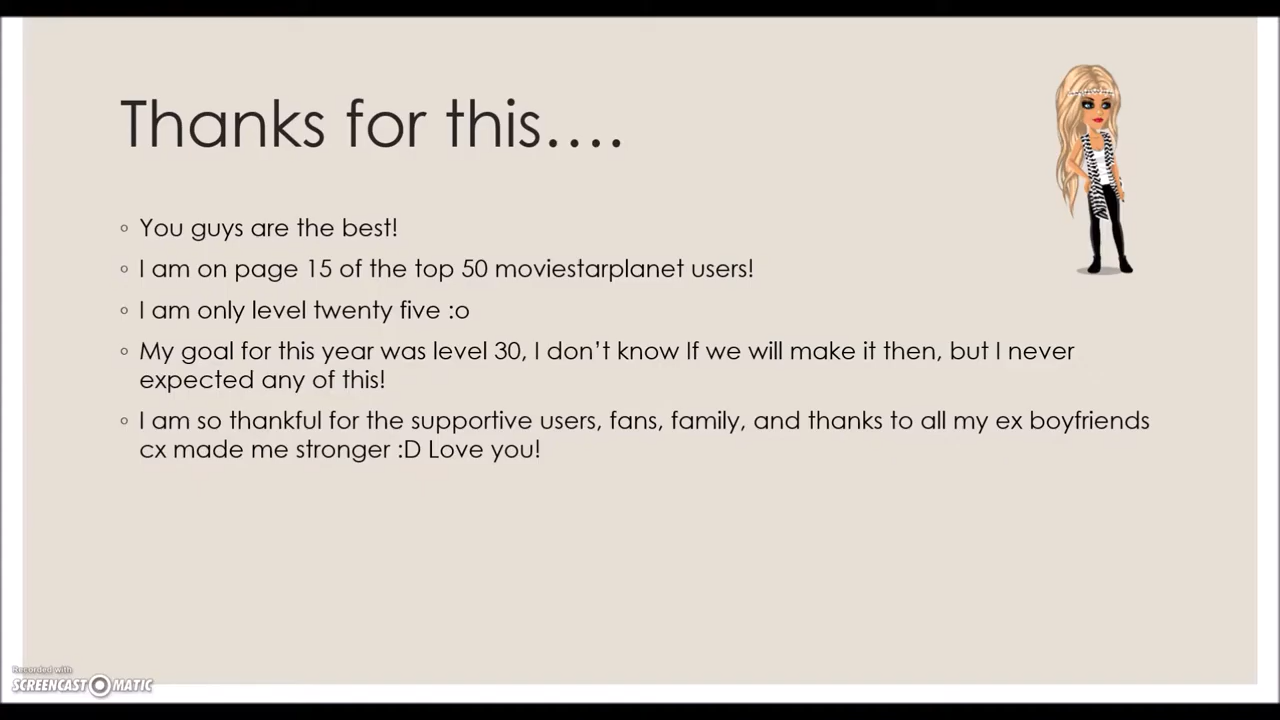 Thanks for this….
◦ You guys are the best!
◦ I am on page 15 of the top 50 moviestarplanet users!
◦ I am only level twenty five :o
◦ My goal for this year was level 30, I don’t know If we will make it then, but I never
expected any of this!
◦ I am so thankful for the supportive users, fans, family, and thanks to all my ex boyfriends
cx made me stronger :D Love you!
Recorded with
SCREENCAST MATIC